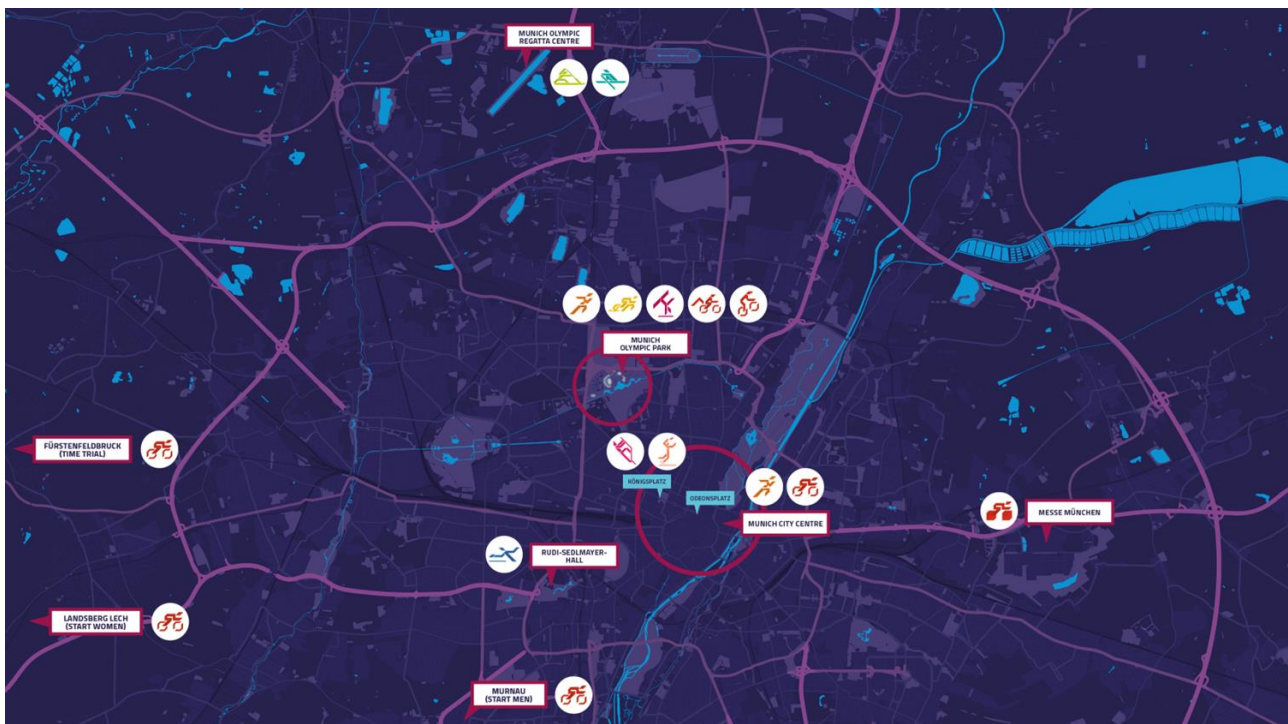 MUNICH OLYMPIC
REGATTA CENTRE
MUNICH
OLYMPIC PARK
FÜRSTENFELDBRUCK
(TIME TRIAL)
KÖNIGSPLATZ
ODEONSPLATZ
MUNICH CITY CENTRE
MESSE MÜNCHEN
RUDI-SEDLMAYER-
HALL
LANDSBERG LECH
(START WOMEN)
MURNAU
(START MEN)